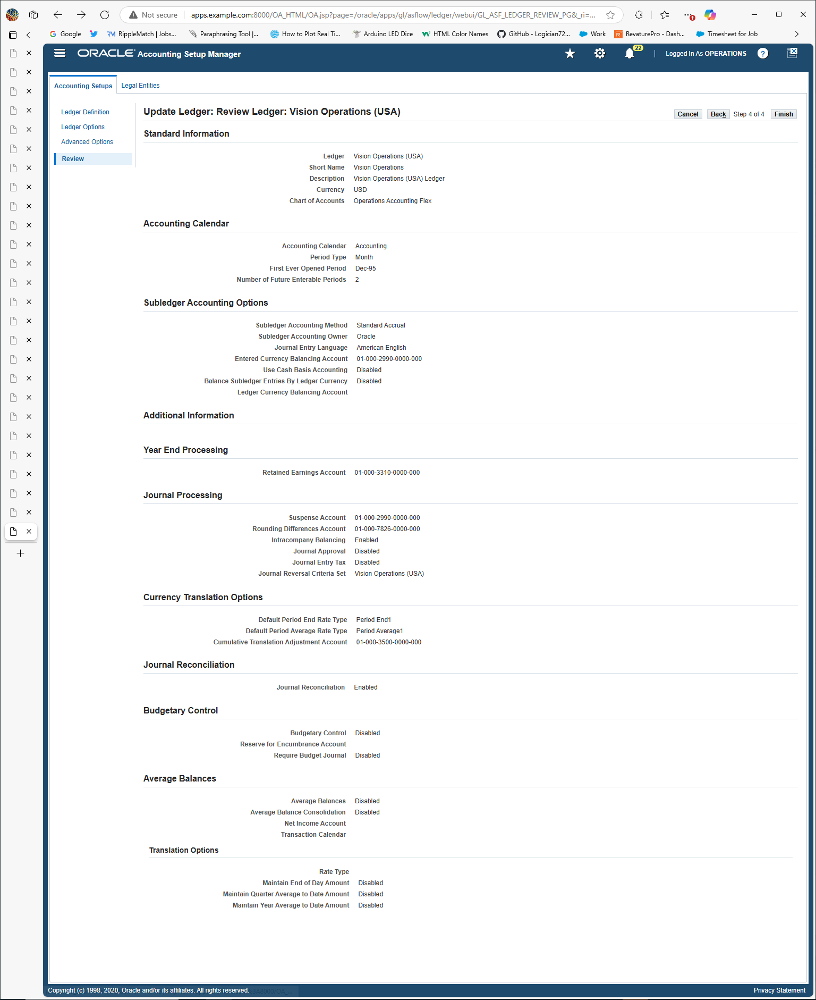 Not secure
apps.example.com:8000/OA_HTML/OA.jsp?page=/oracle/apps/gl/asflow/ledger/webui/GL_ASF_LEDGER_REVIEW_PG&_ri=...
Google
RippleMatch | Jobs...
Paraphrasing Tool |...
How to Plot Real Ti...
Arduino LED Dice
HTML Color Names
GitHub - Logician72...
Work
RevaturePro - Dash...
Timesheet for Job
ORACLE Accounting Setup Manager
22
Logged In As OPERATIONS
Accounting Setups
Legal Entities
Ledger Definition
Ledger Options
Advanced Options
Review
Update Ledger: Review Ledger: Vision Operations (USA)
Cancel Back Step 4 of 4 Finish
Standard Information
Ledger Vision Operations (USA)
Short Name Vision Operations
Description Vision Operations (USA) Ledger
Currency USD
Chart of Accounts Operations Accounting Flex
Accounting Calendar
Accounting Calendar Accounting
Period Type Month
First Ever Opened Period Dec-95
Number of Future Enterable Periods 2
Subledger Accounting Options
Subledger Accounting Method Standard Accrual
Subledger Accounting Owner Oracle
Journal Entry Language American English
Entered Currency Balancing Account 01-000-2990-0000-000
Use Cash Basis Accounting Disabled
Balance Subledger Entries By Ledger Currency Disabled
Ledger Currency Balancing Account
Additional Information
Year End Processing
Retained Earnings Account 01-000-3310-0000-000
Journal Processing
Suspense Account 01-000-2990-0000-000
Rounding Differences Account 01-000-7826-0000-000
Intracompany Balancing Enabled
Journal Approval Disabled
Journal Entry Tax Disabled
Journal Reversal Criteria Set Vision Operations (USA)
Currency Translation Options
Default Period End Rate Type Period End1
Default Period Average Rate Type Period Average1
Cumulative Translation Adjustment Account 01-000-3500-0000-000
Journal Reconciliation
Journal Reconciliation Enabled
Budgetary Control
Budgetary Control Disabled
Reserve for Encumbrance Account
Require Budget Journal Disabled
Average Balances
Average Balances Disabled
Average Balance Consolidation Disabled
Net Income Account
Transaction Calendar
Translation Options
Rate Type
Maintain End of Day Amount Disabled
Maintain Quarter Average to Date Amount Disabled
Maintain Year Average to Date Amount Disabled
Copyright (c) 1998, 2020, Oracle and/or its affiliates. All rights reserved.
Privacy Statement